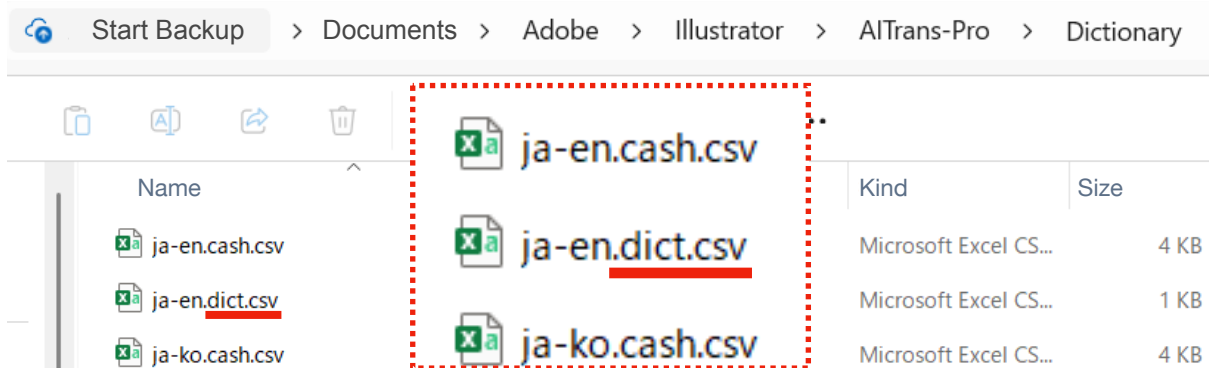 Start Backup > Documents > Adobe > Illustrator > AITrans-Pro > Dictionary
Name Kind Size
ja-en.cash.csv Microsoft Excel CS... 4 KB
ja-en.dict.csv Microsoft Excel CS... 1 KB
ja-ko.cash.csv Microsoft Excel CS... 4 KB
ja-en.cash.csv
ja-en.dict.csv
ja-ko.cash.csv